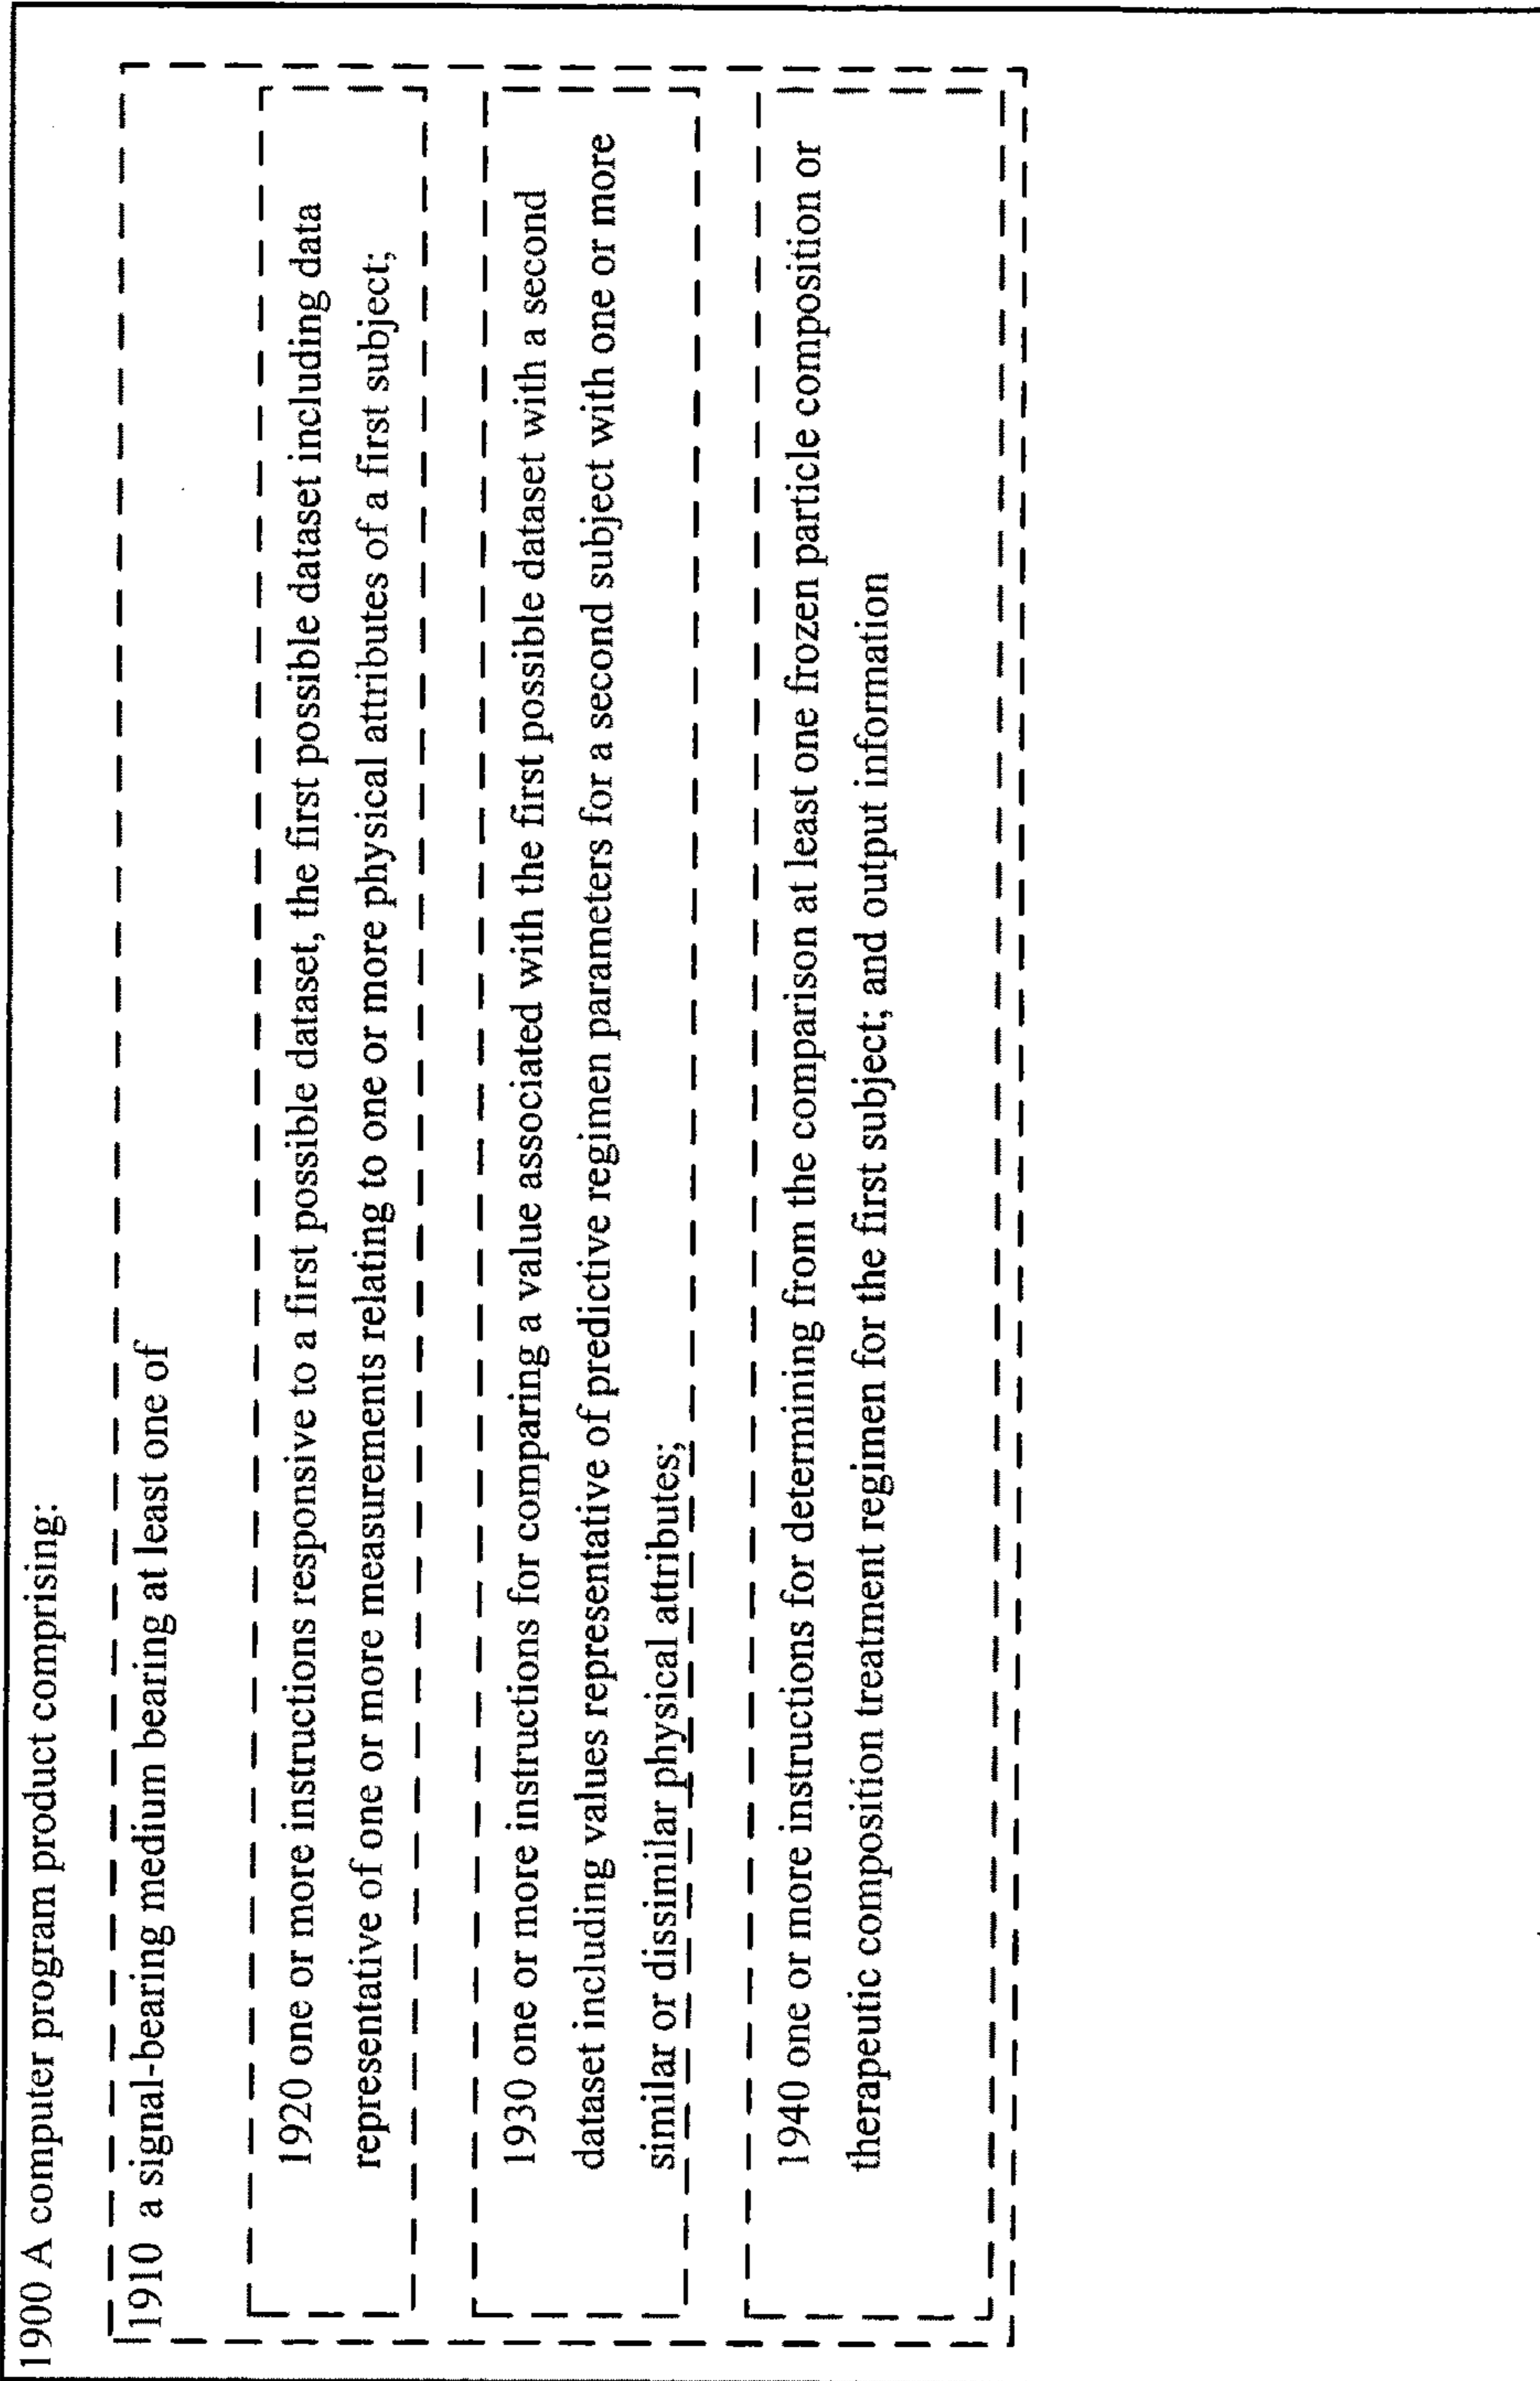 1900 A computer program product comprising:
1910 a signal-bearing medium bearing at least one of
1920 one or more instructions responsive to a first possible dataset, the first possible dataset including data
representative of one or more measurements relating to one or more physical attributes of a first subject;
1930 one or more instructions for comparing a value associated with the first possible dataset with a second
dataset including values representative of predictive regimen parameters for a second subject with one or more
similar or dissimilar physical attributes;
1940 one or more instructions for determining from the comparison at least one frozen particle composition or
therapeutic composition treatment regimen for the first subject; and output information